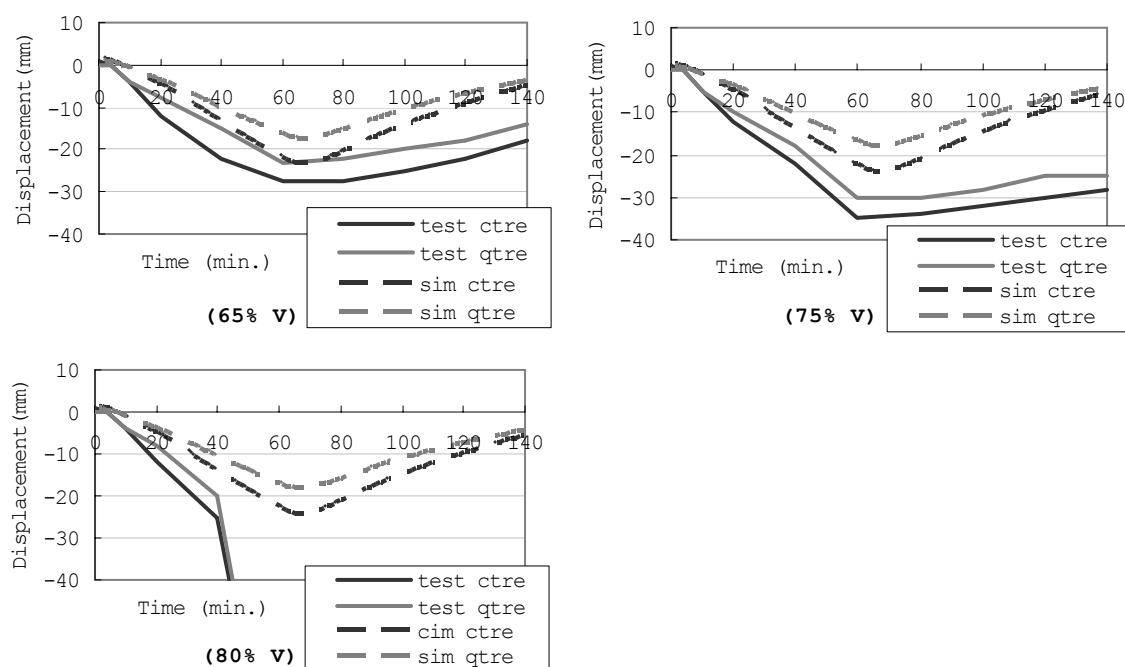 10
0
-10
-20
-30
-40
0 20 40 60 80 100 120 140
Displacement(mm)
Time (min.)
(65% V)
test ctre
test qtre
sim ctre
sim qtre
10
0
-10
-20
-30
-40
0 20 40 60 80 100 120 140
Displacement(mm)
Time (min.)
(75% V)
test ctre
test qtre
sim ctre
sim qtre
10
0
-10
-20
-30
-40
0 20 40 60 80 100 120 140
Displacement(mm)
Time (min.)
(80% V)
test ctre
test qtre
cim ctre
sim qtre